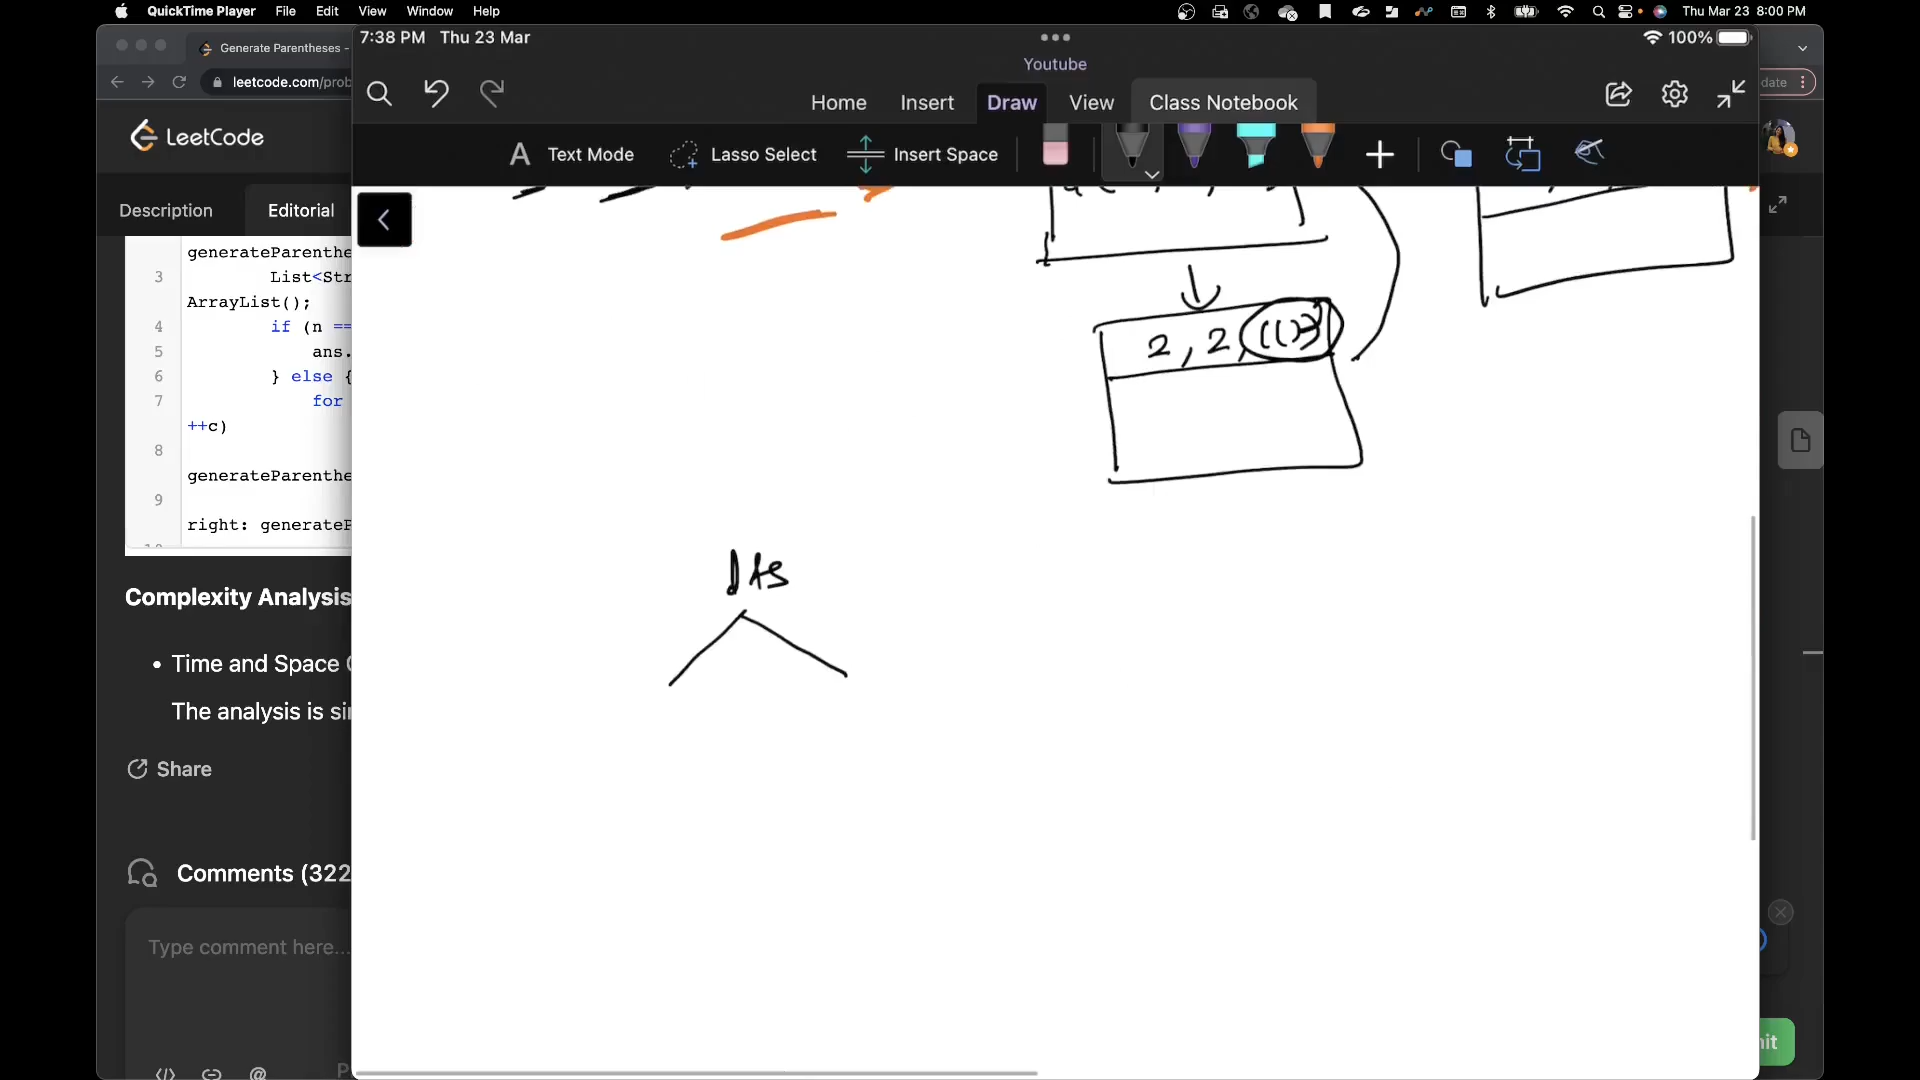 QuickTime Player File Edit View Window Help Thu Mar 23 8:00 PM
Generate Parentheses -
leetcode.com/prob
date
7:38 PM Thu 23 Mar
100%
Youtube
Home Insert Draw View Class Notebook
Text Mode Lasso Select Insert Space
LeetCode
Description Editorial
generateParenthe
3 List<Str
ArrayList();
4 if (n ==
5 ans.
6 } else {
7 for
++c)
8
generateParenthe
9
right: generateP
2, 2,
Complexity Analysis
• Time and Space
The analysis is
Share
Comments (322
Type comment here...